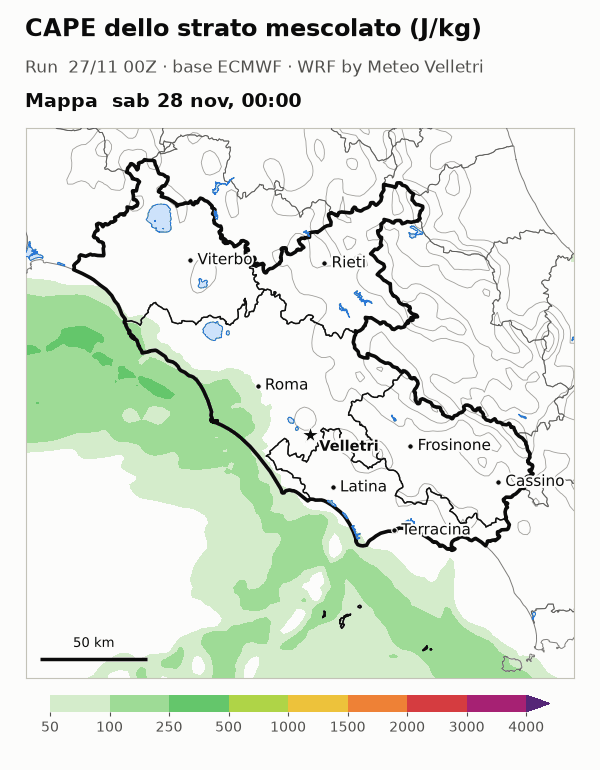 CAPE dello strato mescolato (J/kg)
Run  27/11 00Z · base ECMWF · WRF by Meteo Velletri
Mappa  sab 28 nov, 00:00
Viterbo
Rieti
Roma
Velletri
Frosinone
Cassino
Latina
Terracina
50 km
50 100 250 500 1000 1500 2000 3000 4000